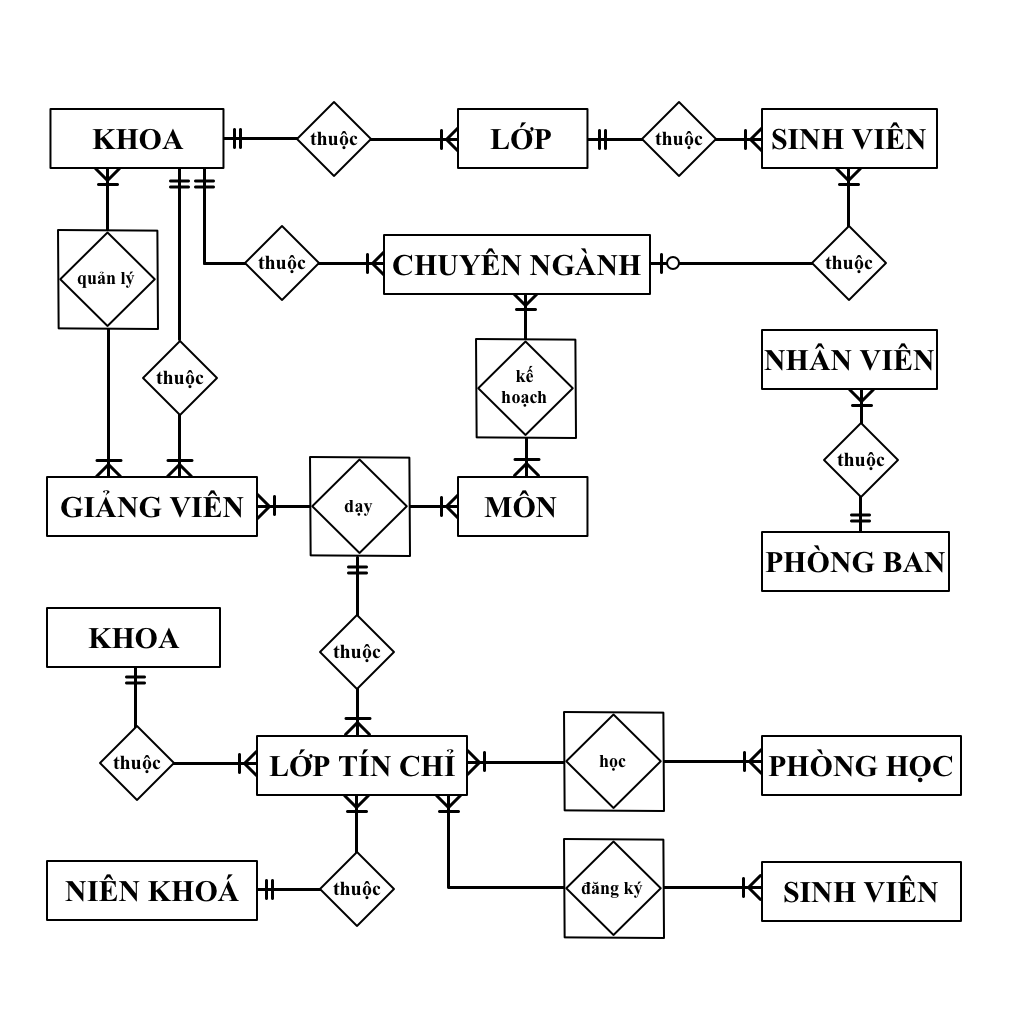 KHOA
thuộc
LỚP
thuộc
SINH VIÊN
quản lý
thuộc
CHUYÊN NGÀNH
thuộc
thuộc
kế
hoạch
NHÂN VIÊN
thuộc
GIẢNG VIÊN
dạy
MÔN
PHÒNG BAN
KHOA
thuộc
thuộc
LỚP TÍN CHỈ
học
PHÒNG HỌC
NIÊN KHOÁ
thuộc
đăng ký
SINH VIÊN